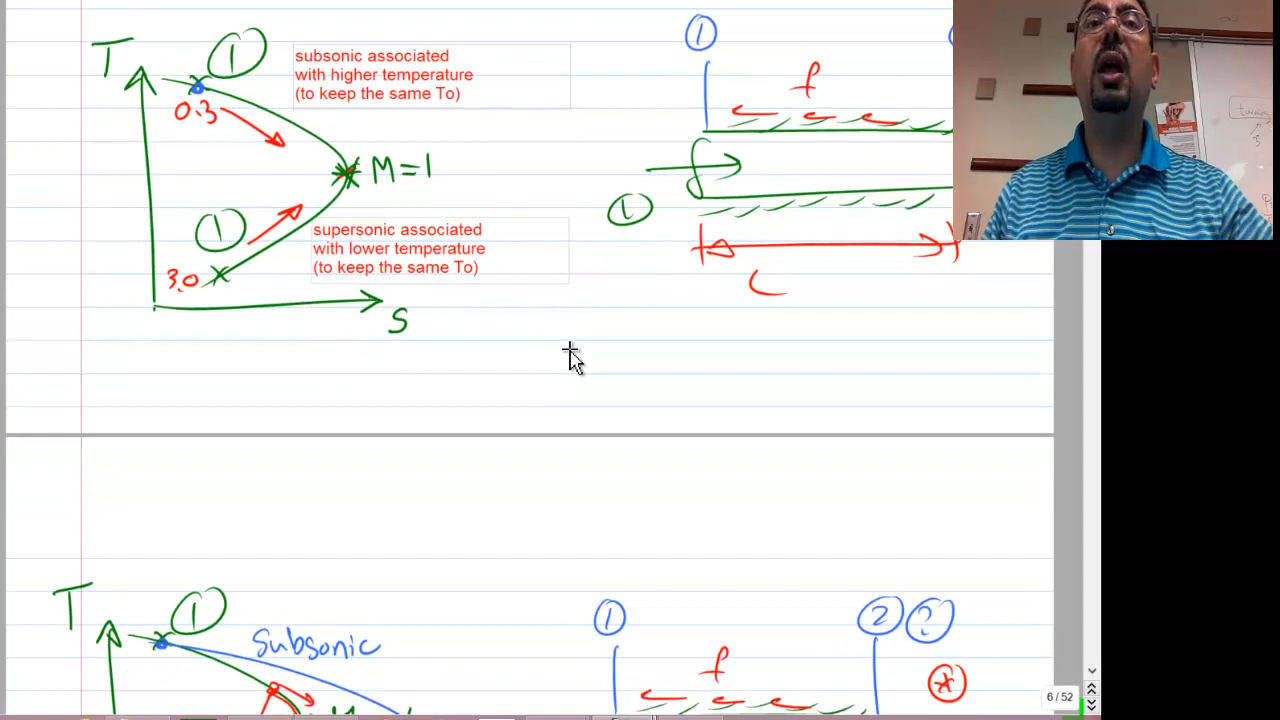 T
①
subsonic associated
with higher temperature
(to keep the same To)
0.3
M=1
①
supersonic associated
with lower temperature
(to keep the same To)
3.0
S
①
f
①
T
①
Subsonic
①
② ②
f
*
6 / 52